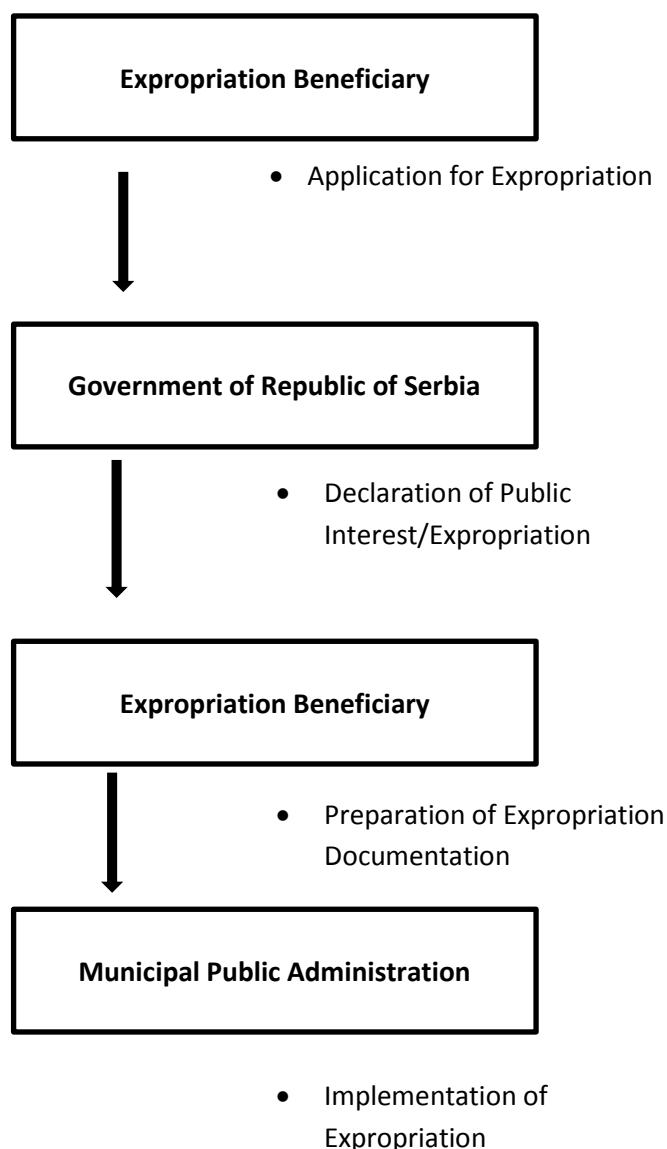 Expropriation Beneficiary
• Application for Expropriation
Government of Republic of Serbia
• Declaration of Public
Interest/Expropriation
Expropriation Beneficiary
• Preparation of Expropriation
Documentation
Municipal Public Administration
• Implementation of
Expropriation